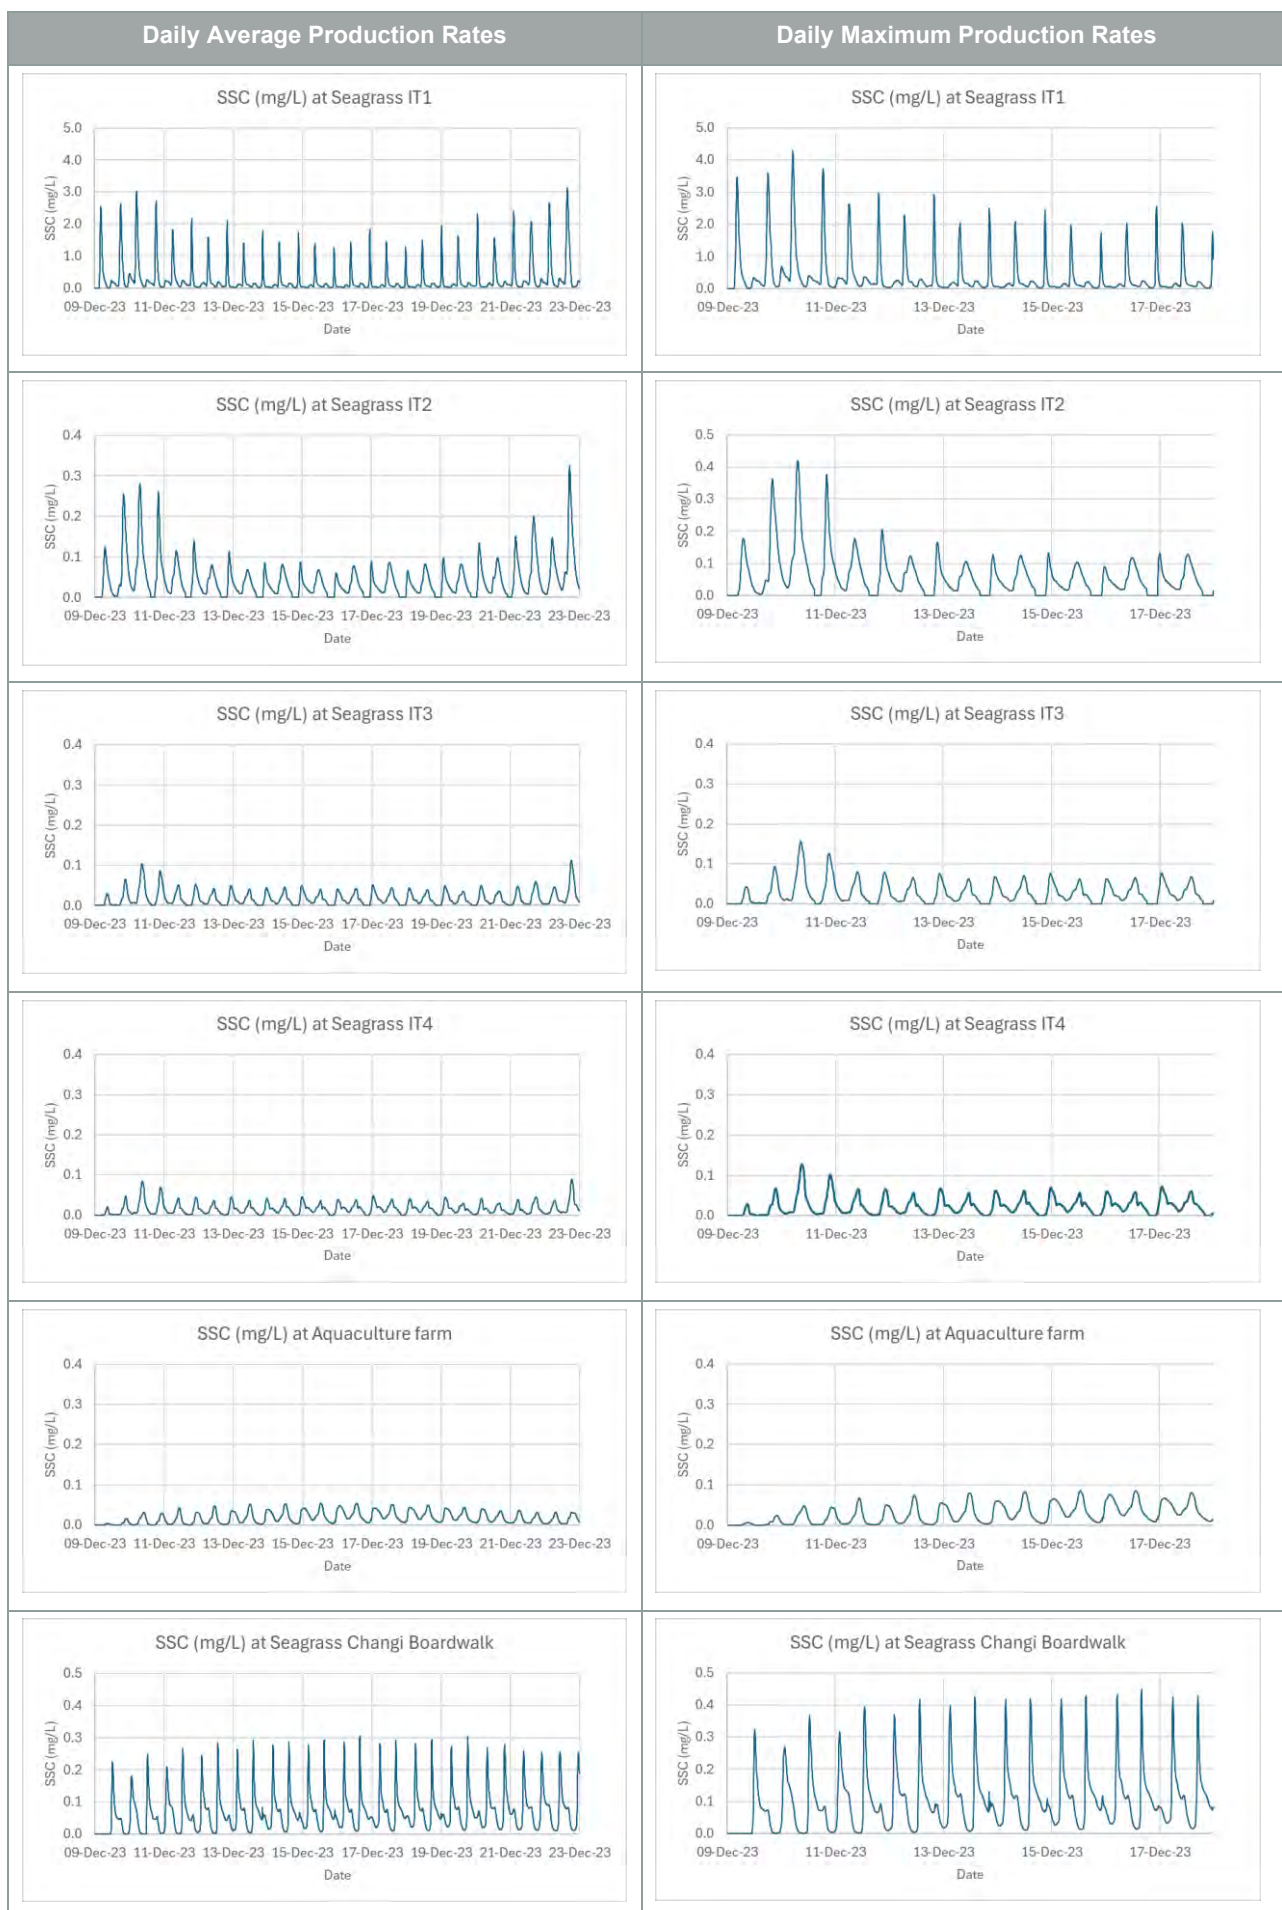 Daily Average Production Rates
Daily Maximum Production Rates
SSC (mg/L) at Seagrass IT1
5.0
4.0
3.0
2.0
1.0
0.0
SSC (mg/L)
09-Dec-23 11-Dec-23 13-Dec-23 15-Dec-23 17-Dec-23 19-Dec-23 21-Dec-23 23-Dec-23
Date
SSC (mg/L) at Seagrass IT1
5.0
4.0
3.0
2.0
1.0
0.0
SSC (mg/L)
09-Dec-23 11-Dec-23 13-Dec-23 15-Dec-23 17-Dec-23
Date
SSC (mg/L) at Seagrass IT2
0.4
0.3
0.2
0.1
0.0
SSC (mg/L)
09-Dec-23 11-Dec-23 13-Dec-23 15-Dec-23 17-Dec-23 19-Dec-23 21-Dec-23 23-Dec-23
Date
SSC (mg/L) at Seagrass IT2
0.5
0.4
0.3
0.2
0.1
0.0
SSC (mg/L)
09-Dec-23 11-Dec-23 13-Dec-23 15-Dec-23 17-Dec-23
Date
SSC (mg/L) at Seagrass IT3
0.4
0.3
0.2
0.1
0.0
SSC (mg/L)
09-Dec-23 11-Dec-23 13-Dec-23 15-Dec-23 17-Dec-23 19-Dec-23 21-Dec-23 23-Dec-23
Date
SSC (mg/L) at Seagrass IT3
0.4
0.3
0.2
0.1
0.0
SSC (mg/L)
09-Dec-23 11-Dec-23 13-Dec-23 15-Dec-23 17-Dec-23
Date
SSC (mg/L) at Seagrass IT4
0.4
0.3
0.2
0.1
0.0
SSC (mg/L)
09-Dec-23 11-Dec-23 13-Dec-23 15-Dec-23 17-Dec-23 19-Dec-23 21-Dec-23 23-Dec-23
Date
SSC (mg/L) at Seagrass IT4
0.4
0.3
0.2
0.1
0.0
SSC (mg/L)
09-Dec-23 11-Dec-23 13-Dec-23 15-Dec-23 17-Dec-23
Date
SSC (mg/L) at Aquaculture farm
0.4
0.3
0.2
0.1
0.0
SSC (mg/L)
09-Dec-23 11-Dec-23 13-Dec-23 15-Dec-23 17-Dec-23 19-Dec-23 21-Dec-23 23-Dec-23
Date
SSC (mg/L) at Aquaculture farm
0.4
0.3
0.2
0.1
0.0
SSC (mg/L)
09-Dec-23 11-Dec-23 13-Dec-23 15-Dec-23 17-Dec-23
Date
SSC (mg/L) at Seagrass Changi Boardwalk
0.5
0.4
0.3
0.2
0.1
0.0
SSC (mg/L)
09-Dec-23 11-Dec-23 13-Dec-23 15-Dec-23 17-Dec-23 19-Dec-23 21-Dec-23 23-Dec-23
Date
SSC (mg/L) at Seagrass Changi Boardwalk
0.5
0.4
0.3
0.2
0.1
0.0
SSC (mg/L)
09-Dec-23 11-Dec-23 13-Dec-23 15-Dec-23 17-Dec-23
Date